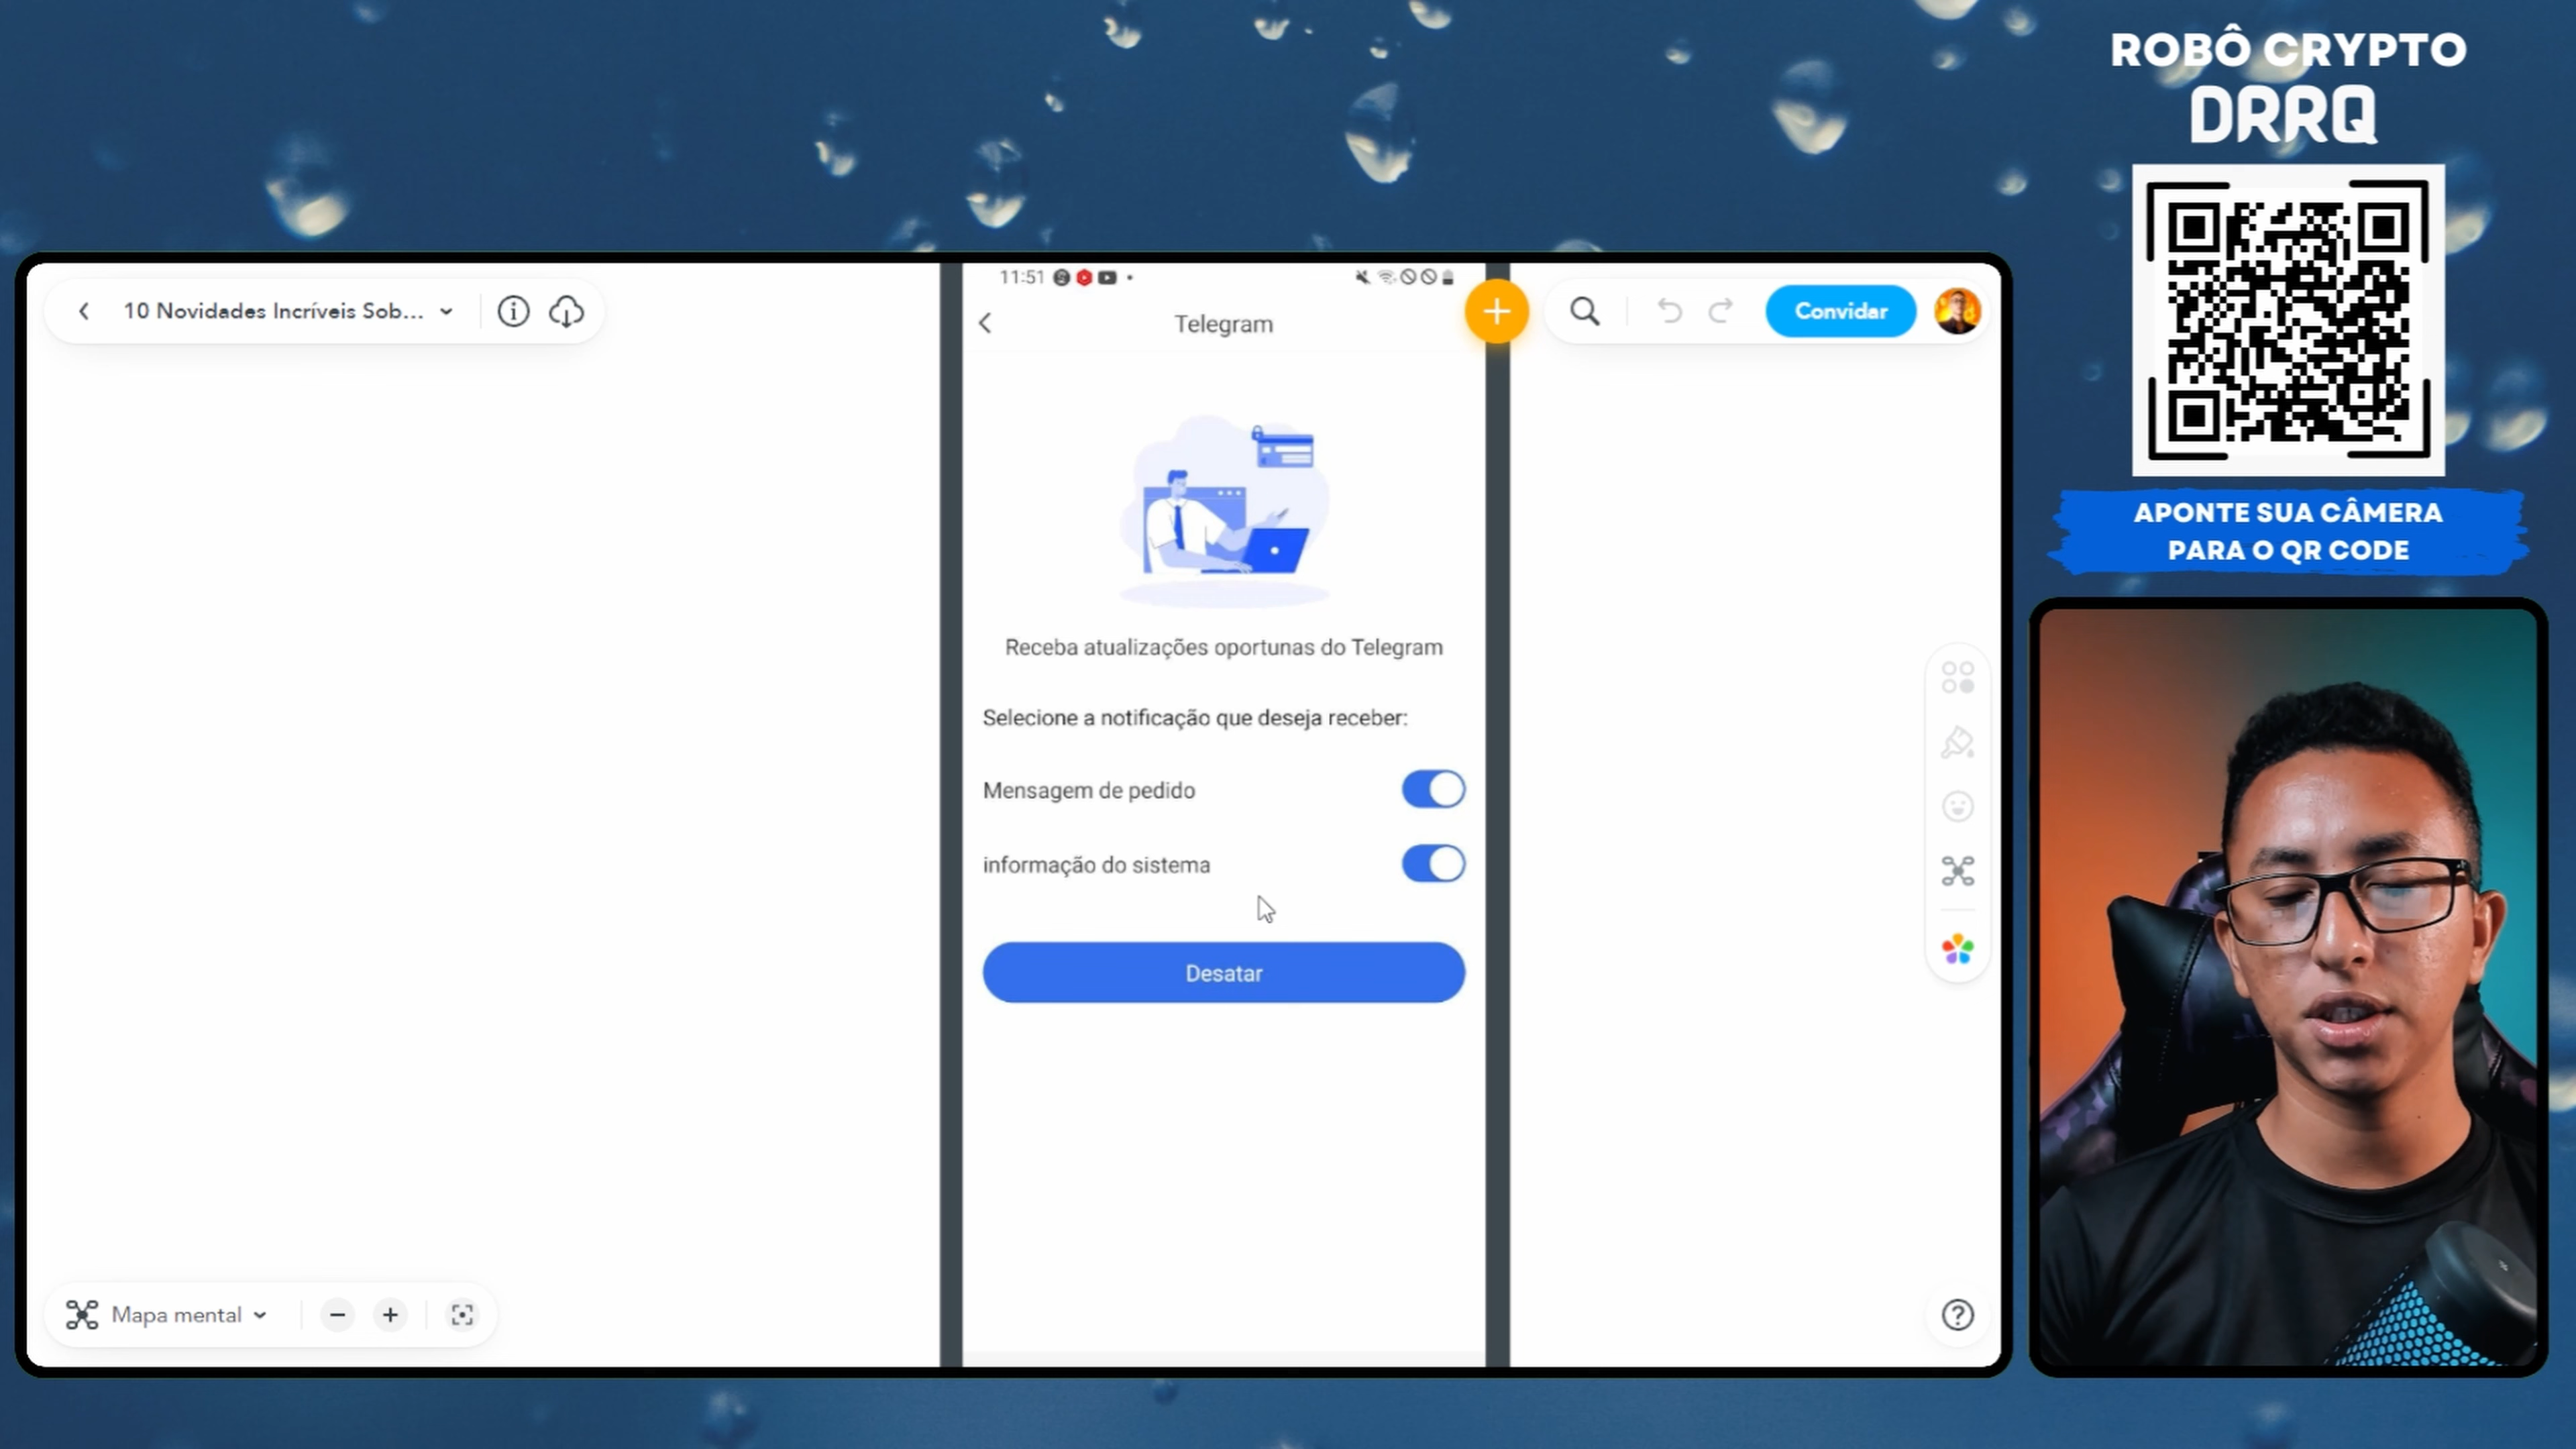 ROBÔ CRYPTO
DRRQ
APONTE SUA CÂMERA
PARA O QR CODE
10 Novidades Incríveis Sob...
11:51
Telegram
Convidar
Receba atualizações oportunas do Telegram
Selecione a notificação que deseja receber:
Mensagem de pedido
informação do sistema
Desatar
Mapa mental